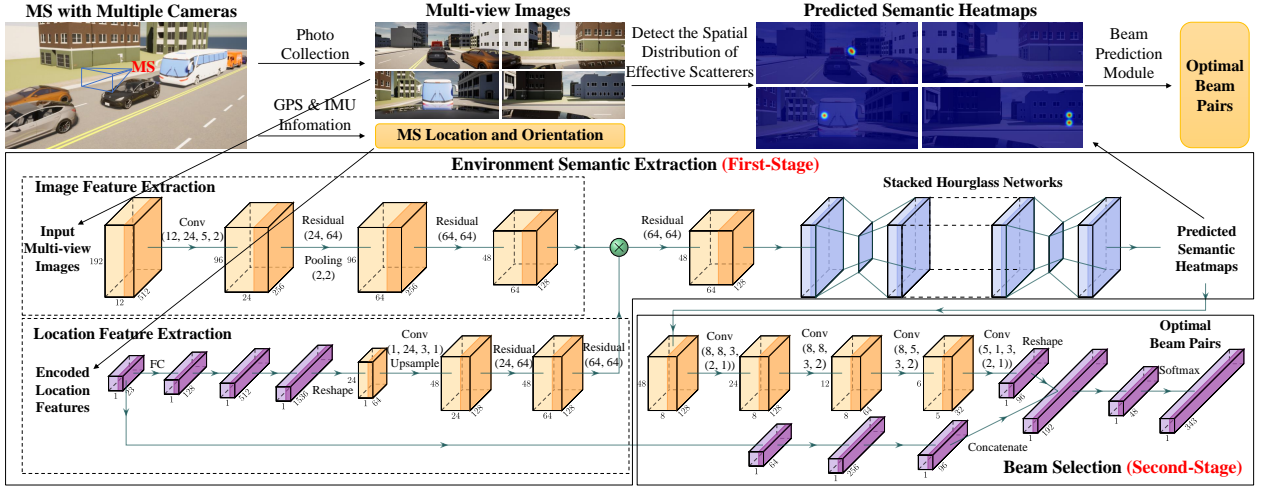 MS with Multiple Cameras
Multi-view Images
Predicted Semantic Heatmaps
MS
Photo
Collection
GPS & IMU
Infomation
MS Location and Orientation
Detect the Spatial
Distribution of
Effective Scatterers
Beam
Prediction
Module
Optimal
Beam
Pairs
Environment Semantic Extraction (First-Stage)
Image Feature Extraction
Input
Multi-view
Images
192
12
512
Conv
(12, 24, 5, 2)
96
24
256
Residual
(24, 64)
Pooling
(2,2)
96
64
256
Residual
(64, 64)
48
64
128
Residual
(64, 64)
48
64
128
Stacked Hourglass Networks
Predicted
Semantic
Heatmaps
Location Feature Extraction
Encoded
Location
Features
1
23
FC
1
128
1
512
1
1536
Reshape
24
1
64
Conv
(1, 24, 3, 1)
Upsample
48
24
128
Residual
(24, 64)
48
64
128
Residual
(64, 64)
48
8
128
Conv
(8, 8, 3,
(2, 1))
24
8
128
Conv
(8, 8,
3, 2)
12
8
64
Conv
(8, 5,
3, 2)
6
5
32
Conv
(5, 1, 3,
(2, 1))
1
96
Reshape
1
192
1
48
Softmax
1
343
Optimal
Beam Pairs
1
64
1
256
1
96
Concatenate
Beam Selection (Second-Stage)